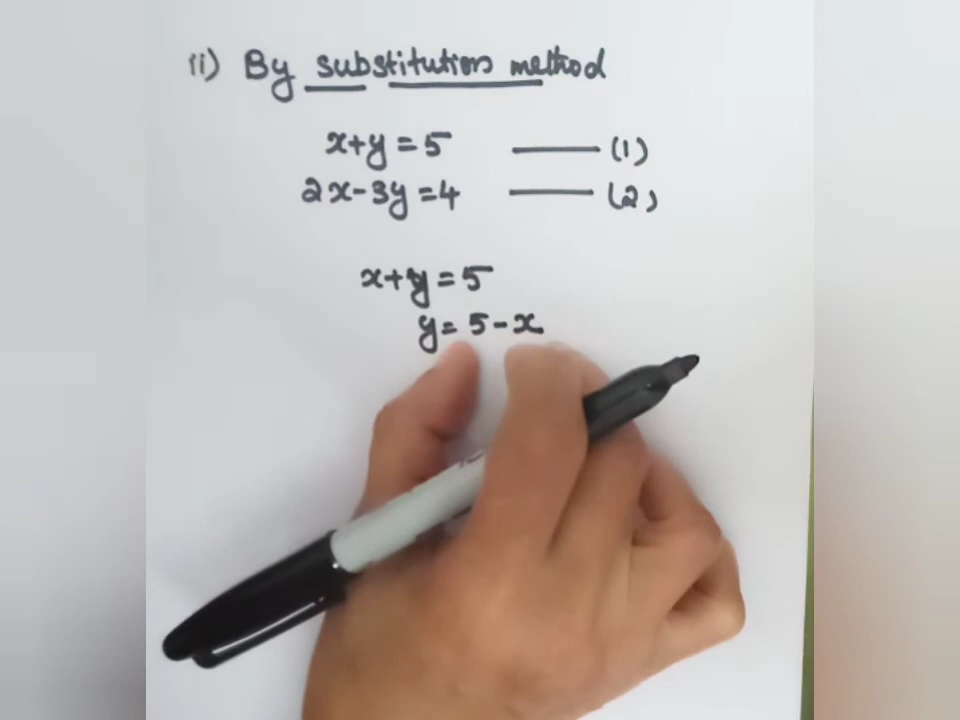 ii) By substitution method
x+y=5 —— (1)
2x-3y=4 —— (2)
x+y=5
y=5-x